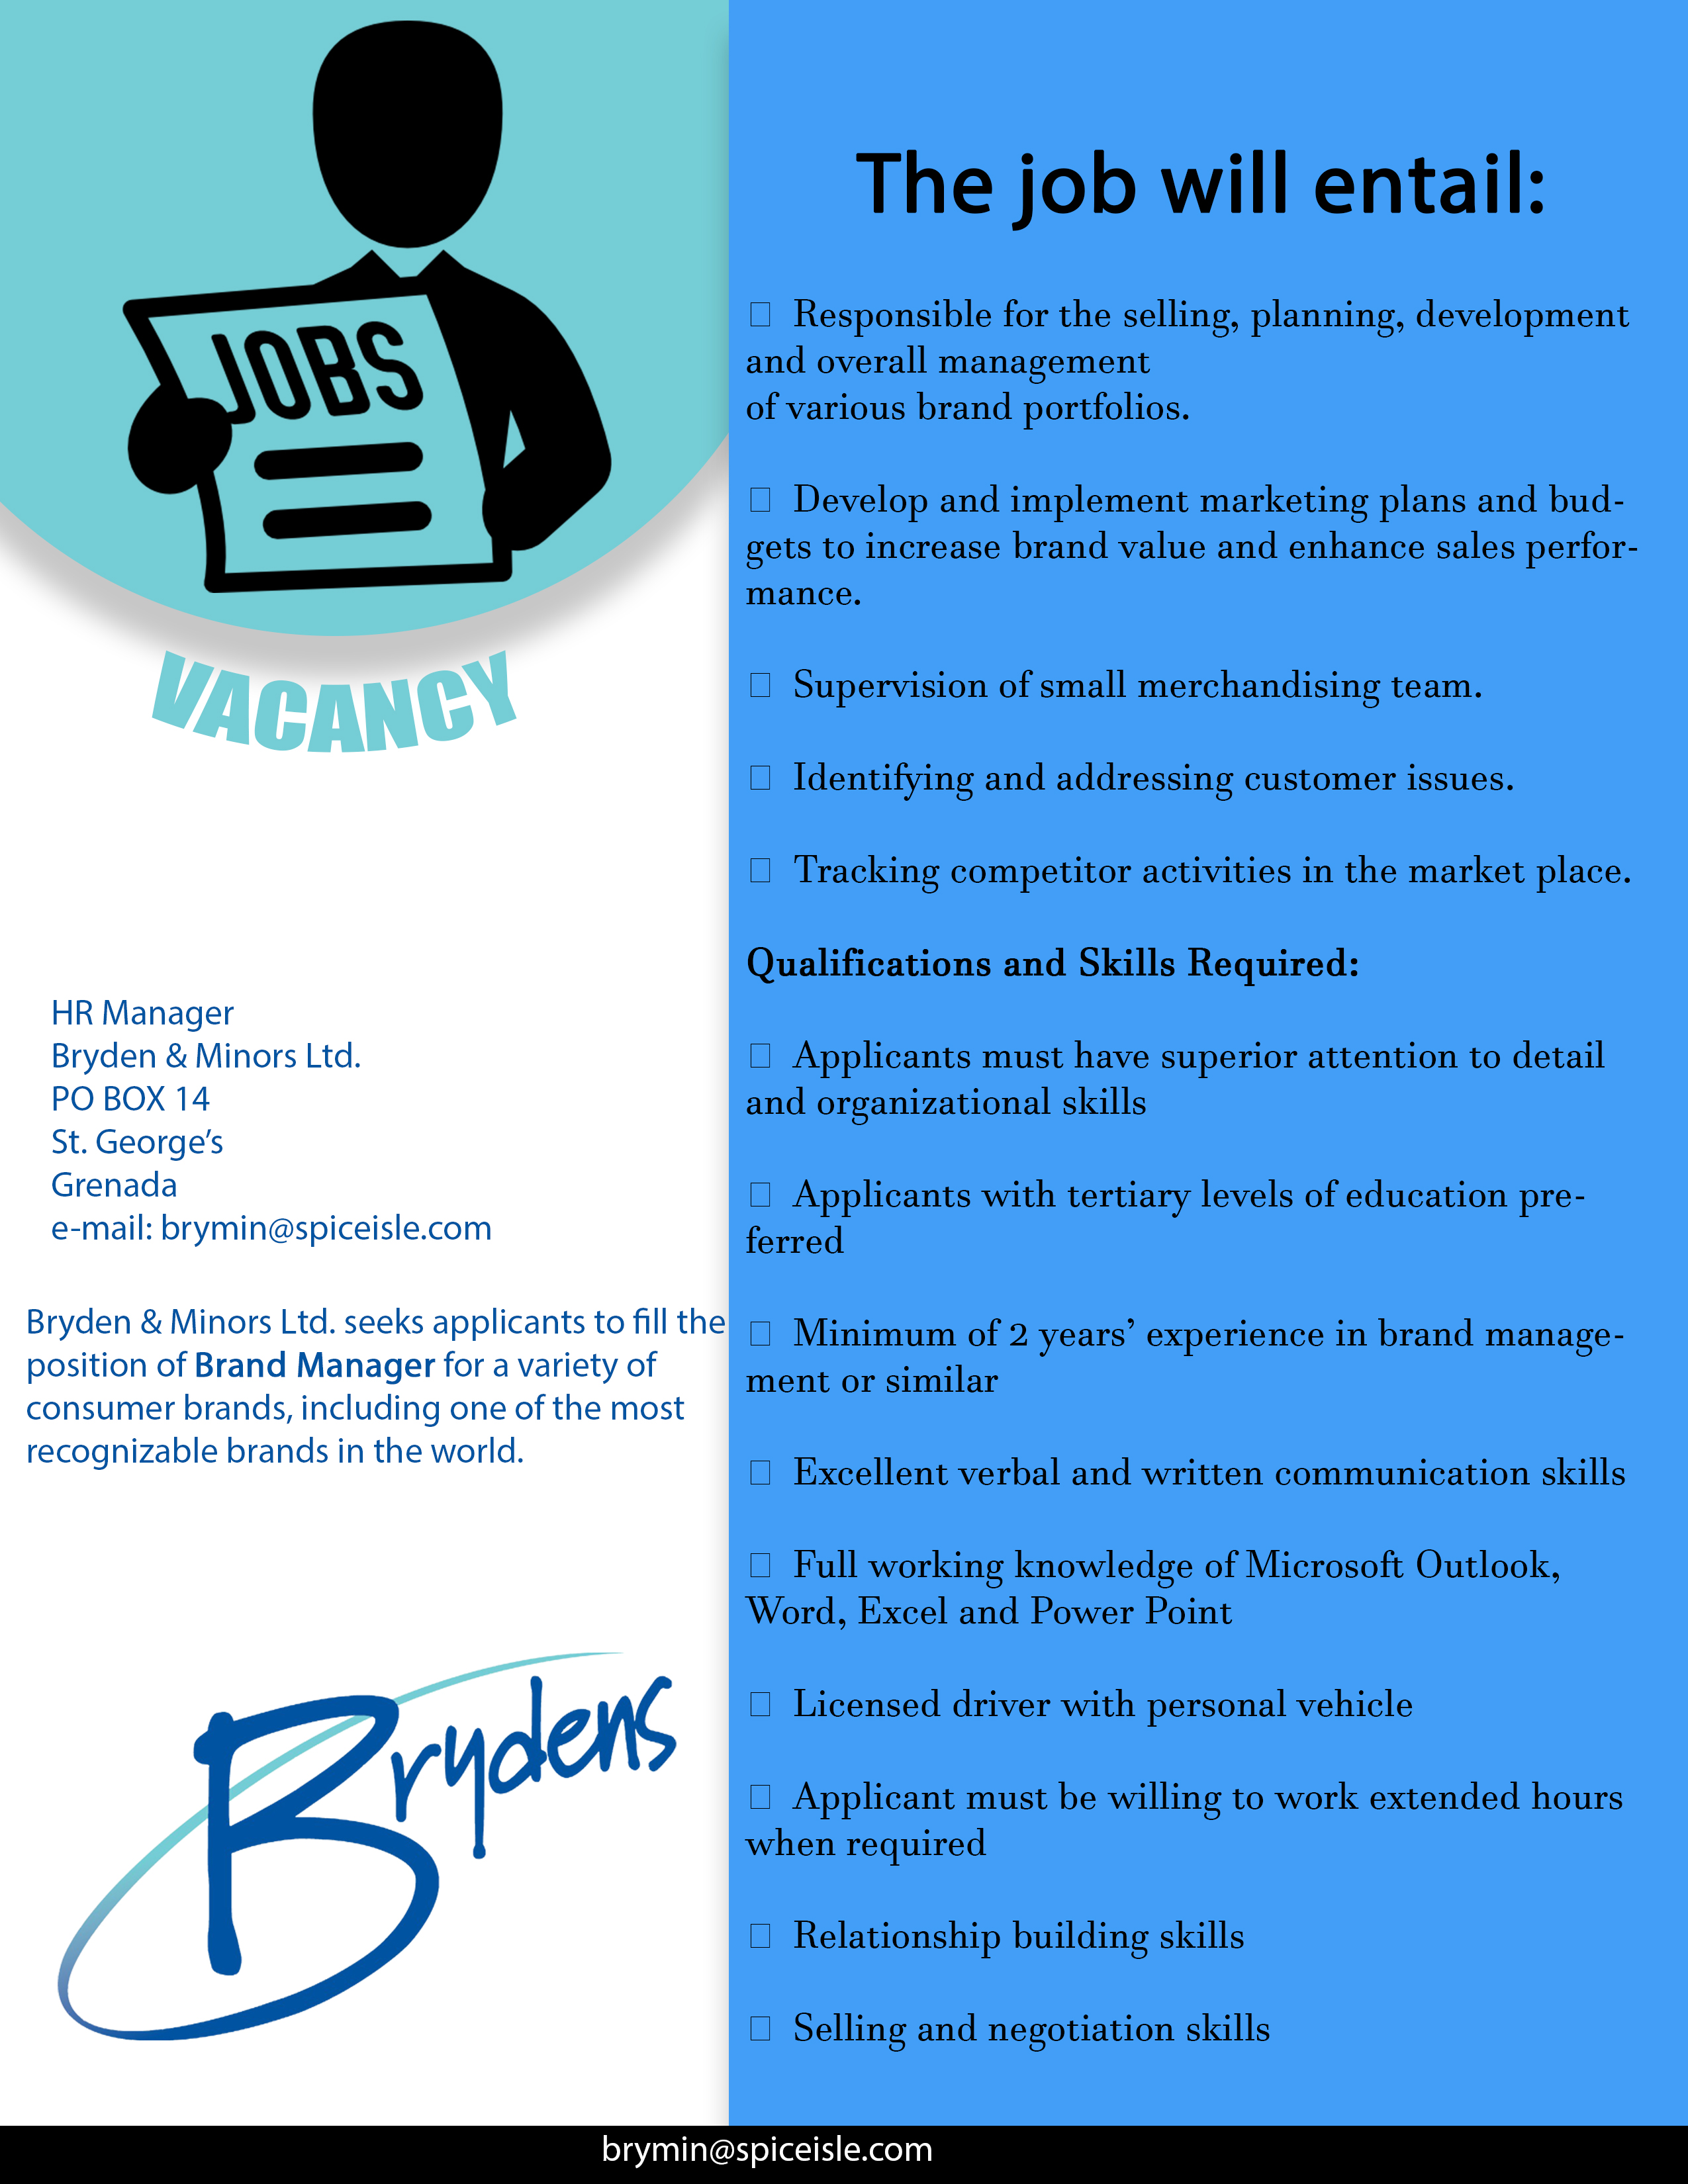 JOBS
VACANCY
HR Manager
Bryden & Minors Ltd.
PO BOX 14
St. George’s
Grenada
e-mail: brymin@spiceisle.com
Bryden & Minors Ltd. seeks applicants to fill the
position of Brand Manager for a variety of
consumer brands, including one of the most
recognizable brands in the world.
Brydens
The job will entail:
Responsible for the selling, planning, development
and overall management
of various brand portfolios.
Develop and implement marketing plans and bud-
gets to increase brand value and enhance sales perfor-
mance.
Supervision of small merchandising team.
Identifying and addressing customer issues.
Tracking competitor activities in the market place.
Qualifications and Skills Required:
Applicants must have superior attention to detail
and organizational skills
Applicants with tertiary levels of education pre-
ferred
Minimum of 2 years’ experience in brand manage-
ment or similar
Excellent verbal and written communication skills
Full working knowledge of Microsoft Outlook,
Word, Excel and Power Point
Licensed driver with personal vehicle
Applicant must be willing to work extended hours
when required
Relationship building skills
Selling and negotiation skills
brymin@spiceisle.com